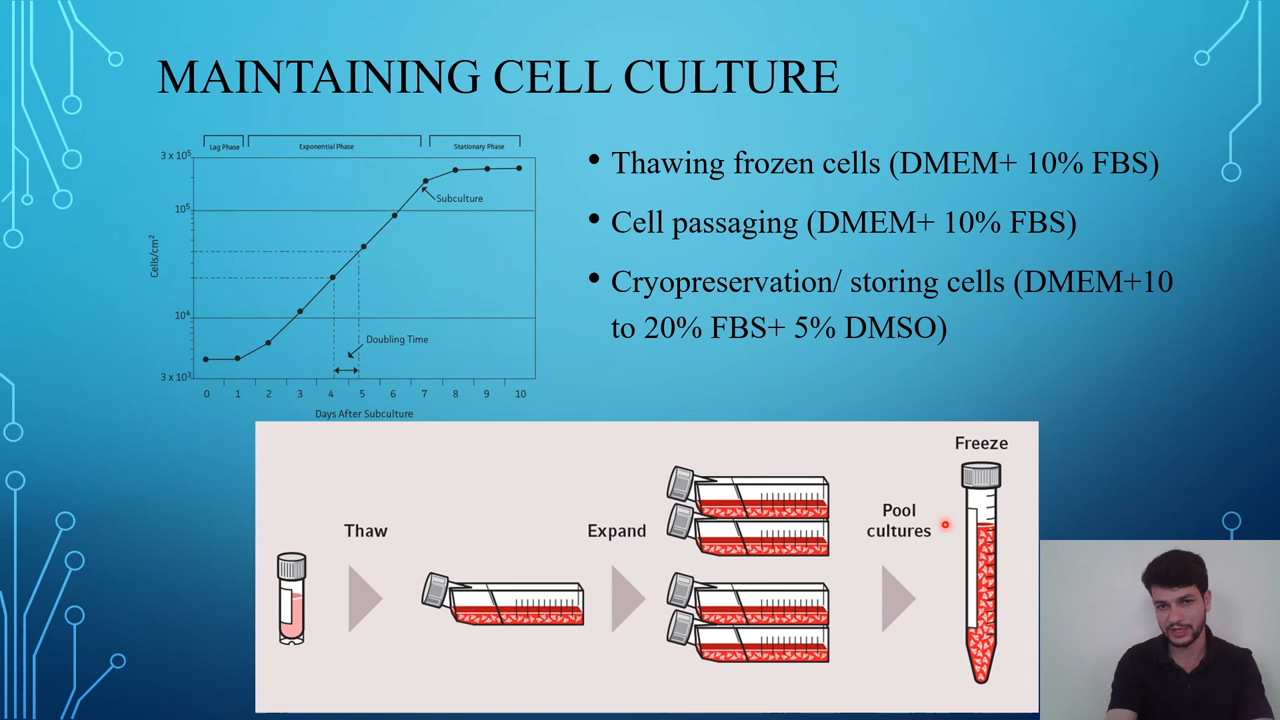 MAINTAINING CELL CULTURE
Lag Phase
Exponential Phase
Stationary Phase
3 x 10⁵
10⁵
10⁴
3 x 10³
Cells/cm²
Subculture
Doubling Time
0 1 2 3 4 5 6 7 8 9 10
Days After Subculture
• Thawing frozen cells (DMEM+ 10% FBS)
• Cell passaging (DMEM+ 10% FBS)
• Cryopreservation/ storing cells (DMEM+10
to 20% FBS+ 5% DMSO)
Thaw
Expand
Pool
cultures
Freeze